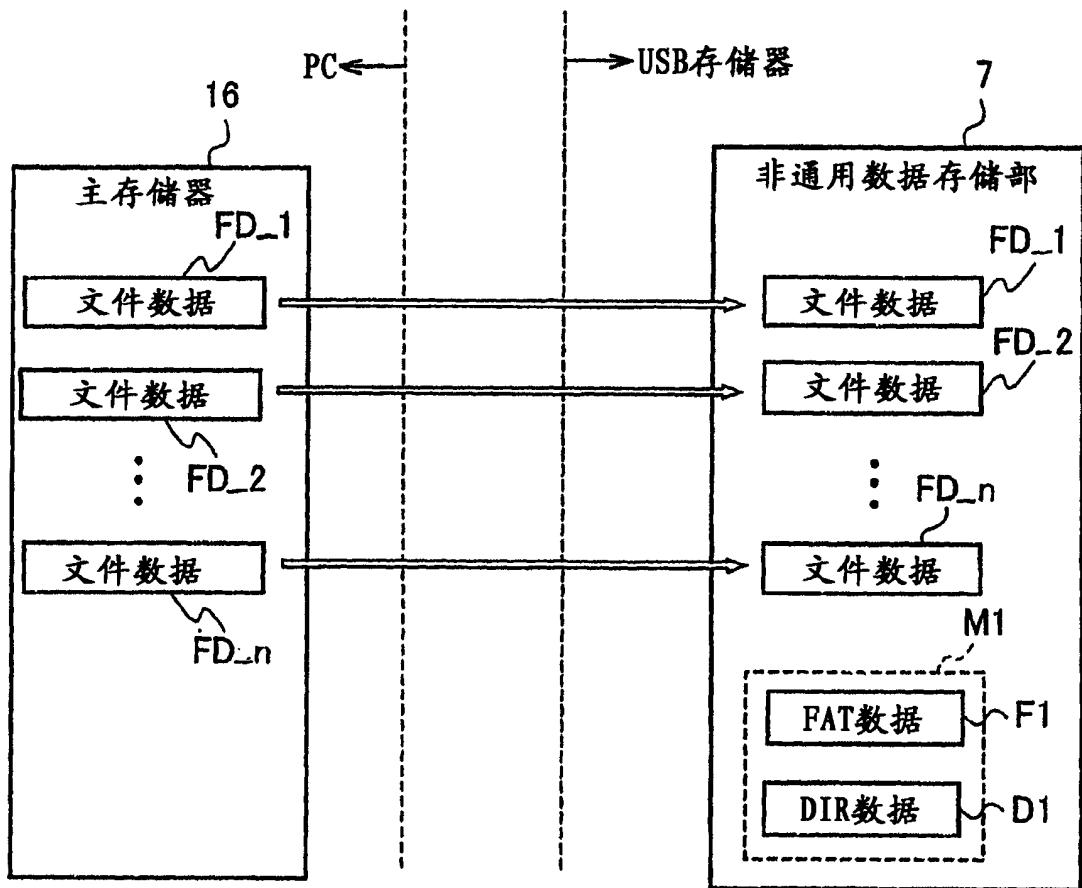 PC
USB存储器
16
7
主存储器
非通用数据存储部
FD_1
FD_1
文件数据
文件数据
FD_2
文件数据
文件数据
FD_2
FD_n
文件数据
文件数据
FD_n
M1
FAT数据
F1
DIR数据
D1